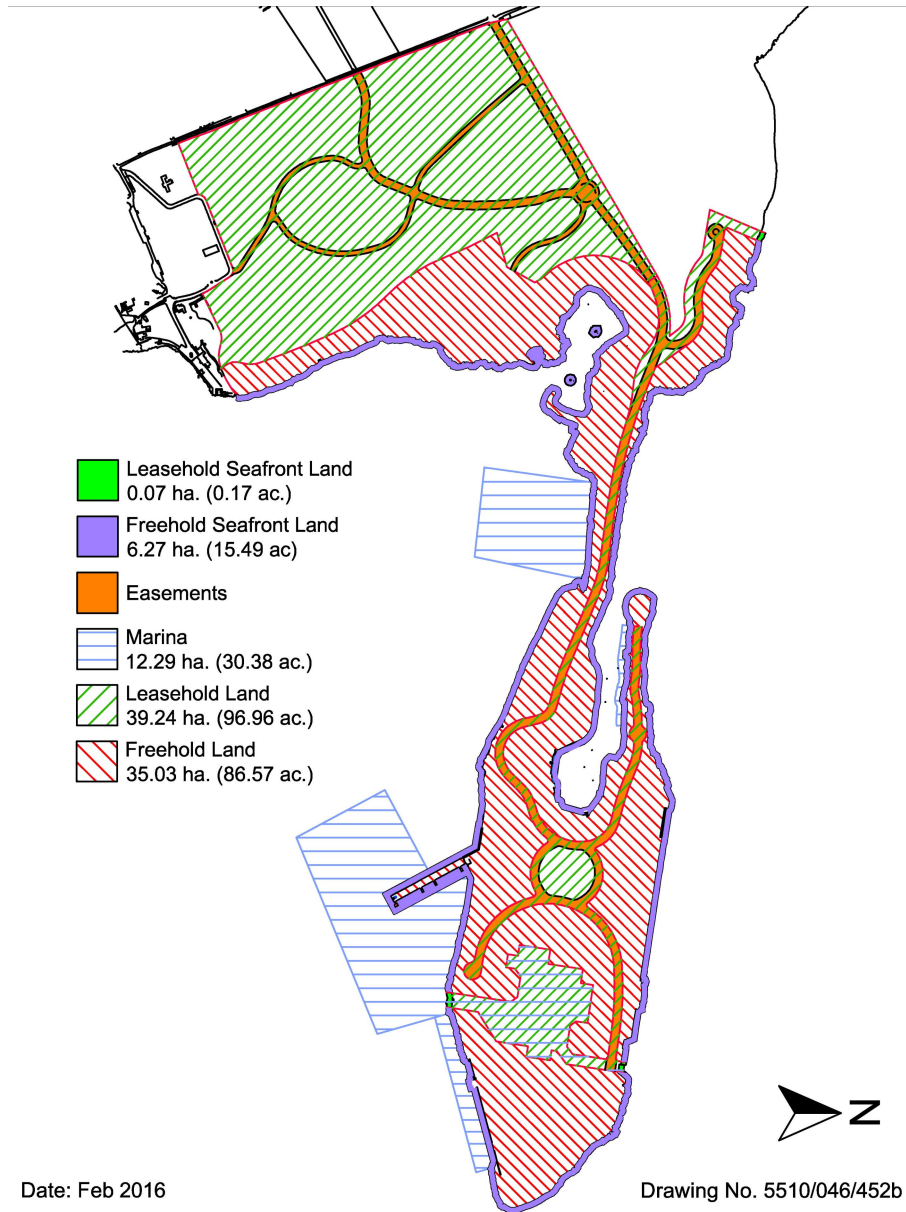 Leasehold Seafront Land
0.07 ha. (0.17 ac.)
Freehold Seafront Land
6.27 ha. (15.49 ac)
Easements
Marina
12.29 ha. (30.38 ac.)
Leasehold Land
39.24 ha. (96.96 ac.)
Freehold Land
35.03 ha. (86.57 ac.)
N
Date: Feb 2016
Drawing No. 5510/046/452b